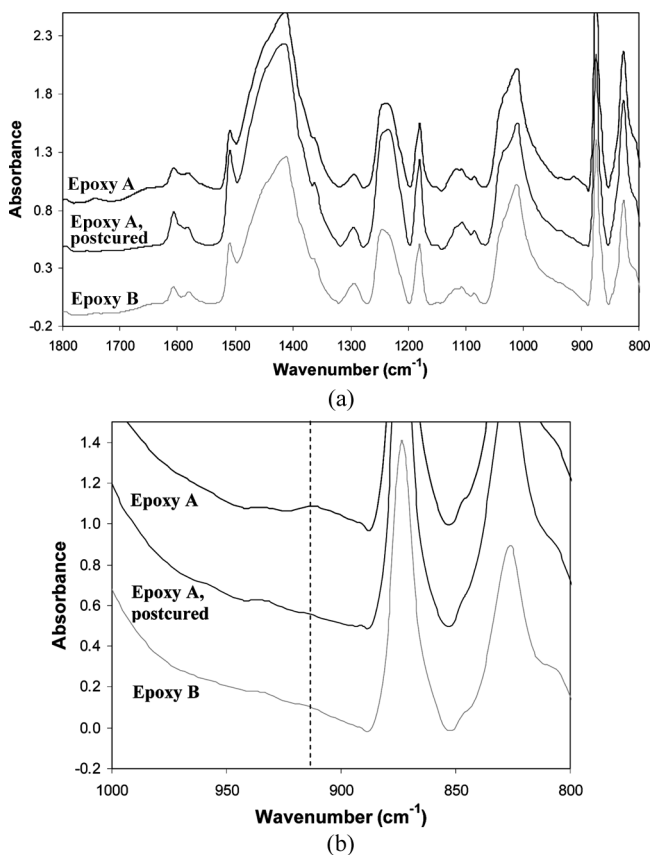 2.3
1.8
1.3
0.8
0.3
-0.2
Absorbance
Epoxy A
Epoxy A,
postcured
Epoxy B
1800 1700 1600 1500 1400 1300 1200 1100 1000 900 800
Wavenumber (cm-1)
(a)
1.4
1.2
1.0
0.8
0.6
0.4
0.2
0.0
-0.2
Absorbance
Epoxy A
Epoxy A,
postcured
Epoxy B
1000 950 900 850 800
Wavenumber (cm-1)
(b)